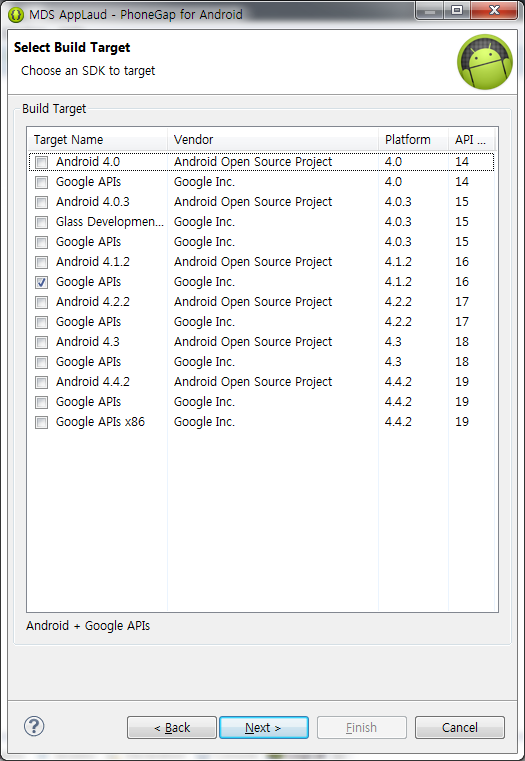 MDS AppLaud - PhoneGap for Android
Select Build Target
Choose an SDK to target
Build Target
Target Name Vendor Platform API ...
Android 4.0 Android Open Source Project 4.0 14
Google APIs Google Inc. 4.0 14
Android 4.0.3 Android Open Source Project 4.0.3 15
Glass Developmen... Google Inc. 4.0.3 15
Google APIs Google Inc. 4.0.3 15
Android 4.1.2 Android Open Source Project 4.1.2 16
Google APIs Google Inc. 4.1.2 16
Android 4.2.2 Android Open Source Project 4.2.2 17
Google APIs Google Inc. 4.2.2 17
Android 4.3 Android Open Source Project 4.3 18
Google APIs Google Inc. 4.3 18
Android 4.4.2 Android Open Source Project 4.4.2 19
Google APIs Google Inc. 4.4.2 19
Google APIs x86 Google Inc. 4.4.2 19
Android + Google APIs
? < Back Next > Finish Cancel